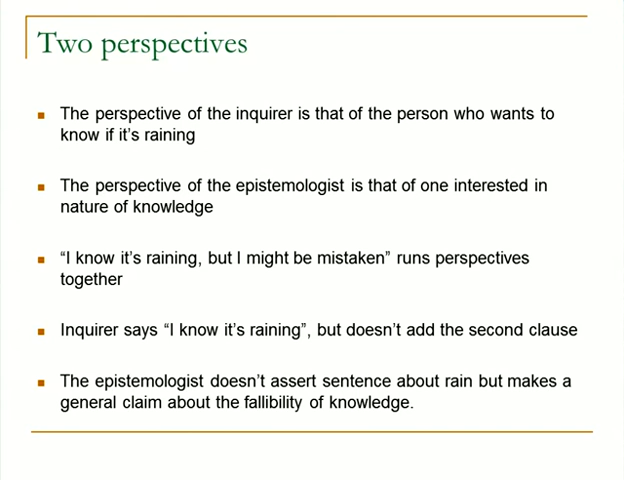 Two perspectives
The perspective of the inquirer is that of the person who wants to
know if it's raining
The perspective of the epistemologist is that of one interested in
nature of knowledge
“I know it's raining, but I might be mistaken” runs perspectives
together
Inquirer says “I know it's raining”, but doesn't add the second clause
The epistemologist doesn't assert sentence about rain but makes a
general claim about the fallibility of knowledge.